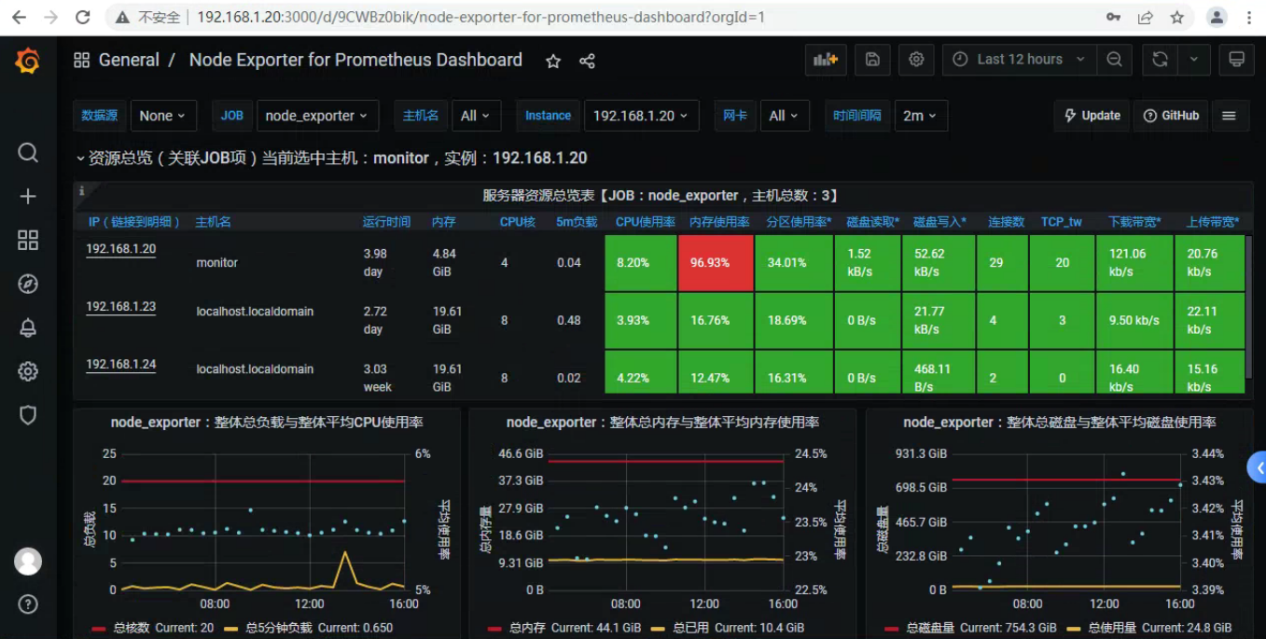 不安全 192.168.1.20:3000/d/9CWBz0bik/node-exporter-for-prometheus-dashboard?orgId=1
General / Node Exporter for Prometheus Dashboard Last 12 hours
数据源 None JOB node_exporter 主机名 All Instance 192.168.1.20 网卡 All 时间间隔 2m Update GitHub
资源总览（关联JOB项）当前选中主机：monitor，实例：192.168.1.20
服务器资源总览表【JOB：node_exporter，主机总数：3】
IP（链接到明细） 主机名 运行时间 内存 CPU核 5m负载 CPU使用率 内存使用率 分区使用率* 磁盘读取* 磁盘写入* 连接数 TCP_tw 下载带宽* 上传带宽*
192.168.1.20 monitor 3.98 day 4.84 GiB 4 0.04 8.20% 96.93% 34.01% 1.52 kB/s 52.62 kB/s 29 20 121.06 kb/s 20.76 kb/s
192.168.1.23 localhost.localdomain 2.72 day 19.61 GiB 8 0.48 3.93% 16.76% 18.69% 0 B/s 21.77 kB/s 4 3 9.50 kb/s 22.11 kb/s
192.168.1.24 localhost.localdomain 3.03 week 19.61 GiB 8 0.02 4.22% 12.47% 16.31% 0 B/s 468.11 B/s 2 0 16.40 kb/s 15.16 kb/s
node_exporter：整体总负载与整体平均CPU使用率
25 6%
20
15
10
5
0 5%
总负载
平均使用率
08:00 12:00 16:00
总核数 Current: 20 总5分钟负载 Current: 0.650
node_exporter：整体总内存与整体平均内存使用率
46.6 GiB 24.5%
37.3 GiB 24%
27.9 GiB 23.5%
18.6 GiB
9.31 GiB 23%
0 B 22.5%
总内存量
平均使用率
08:00 12:00 16:00
总内存 Current: 44.1 GiB 总已用 Current: 10.4 GiB
node_exporter：整体总磁盘与整体平均磁盘使用率
931.3 GiB 3.44%
698.5 GiB 3.43%
465.7 GiB 3.42%
3.41%
232.8 GiB 3.40%
0 B 3.39%
总磁盘量
平均使用率
08:00 12:00 16:00
总磁盘量 Current: 754.3 GiB 总使用量 Current: 24.8 GiB